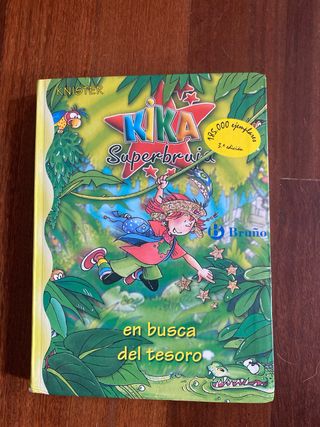 KNISTER
KIKA
Superbruja
185.000 ejemplares
3.ª edición
Bruño
en busca
del tesoro